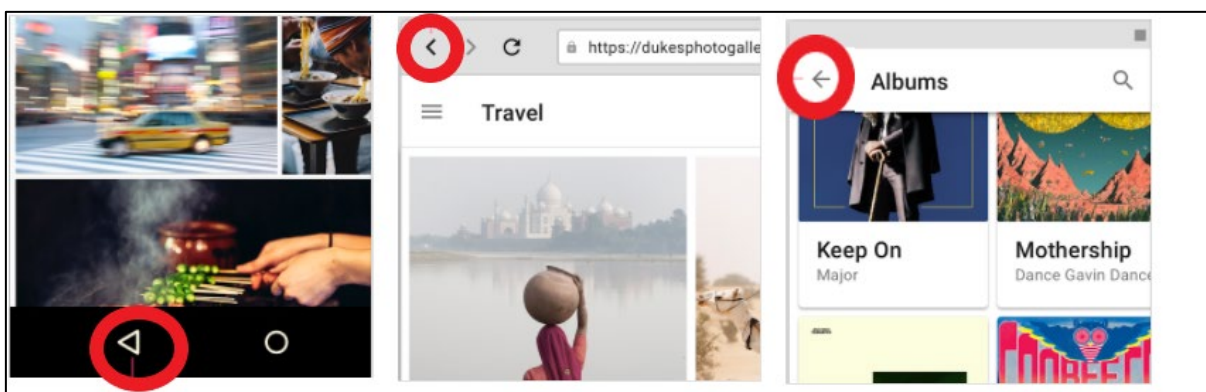 https://dukesphotogalle
Travel
Albums
Keep On
Major
Mothership
Dance Gavin Dance